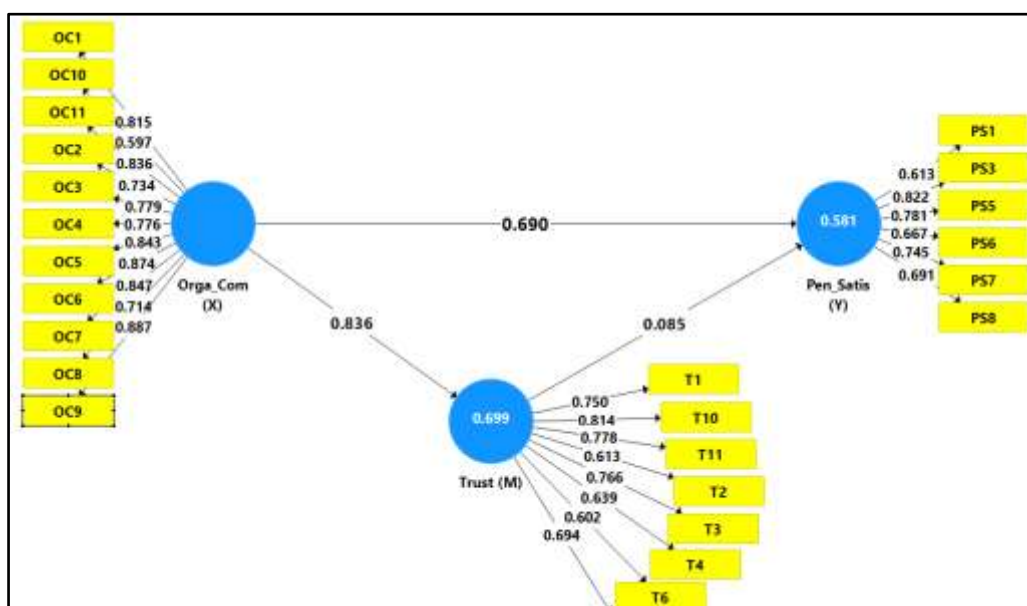 OC1
OC10
OC11
OC2
OC3
OC4
OC5
OC6
OC7
OC8
OC9
0.815
0.597
0.836
0.734
0.779
0.776
0.843
0.874
0.847
0.714
0.887
Orga_Com
(X)
0.690
0.836
0.085
0.581
Pen_Satis
(Y)
0.613
0.822
0.781
0.667
0.745
0.691
PS1
PS3
PS5
PS6
PS7
PS8
0.699
Trust (M)
0.750
0.814
0.778
0.613
0.766
0.639
0.602
0.694
T1
T10
T11
T2
T3
T4
T6